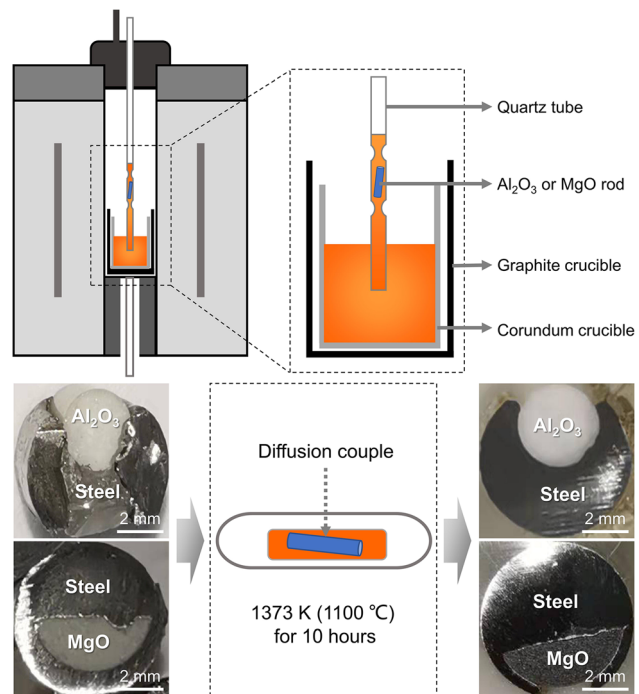 Quartz tube
Al₂O₃ or MgO rod
Graphite crucible
Corundum crucible
Al₂O₃
Steel
2 mm
Steel
MgO
2 mm
Diffusion couple
1373 K (1100 ℃)
for 10 hours
Al₂O₃
Steel
2 mm
Steel
MgO
2 mm